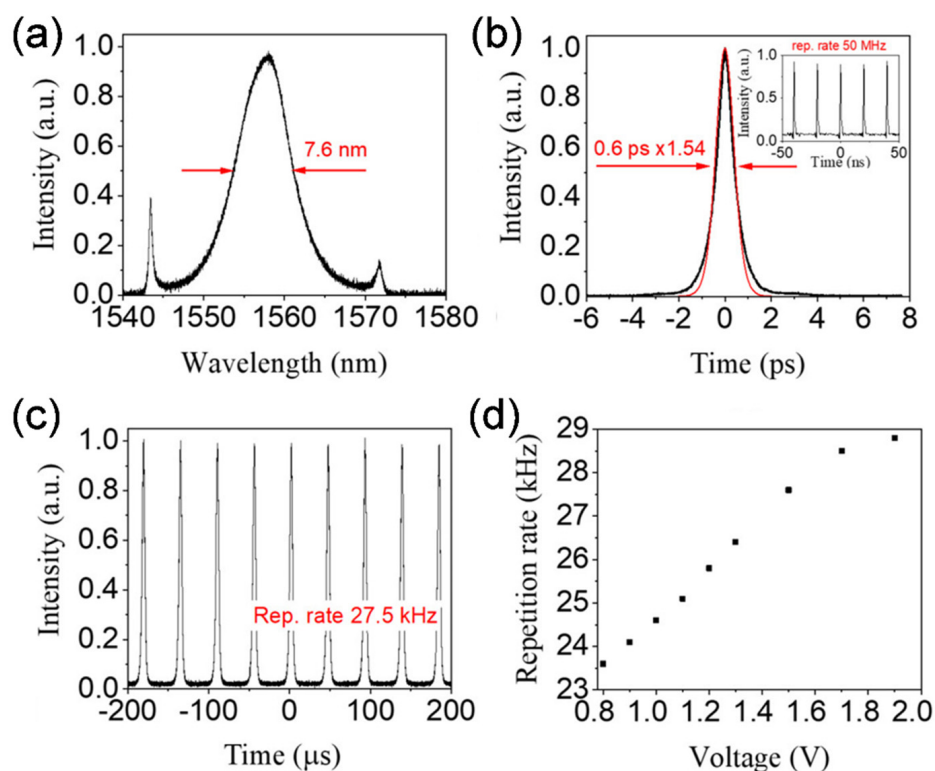 (a)
1.0
0.8
0.6
0.4
0.2
0.0
Intensity (a.u.)
7.6 nm
1540 1550 1560 1570 1580
Wavelength (nm)
(b)
1.0
0.8
0.6
0.4
0.2
0.0
Intensity (a.u.)
0.6 ps x1.54
rep. rate 50 MHz
1.0
0.5
0.0
Intensity (a.u.)
-50 0 50
Time (ns)
-6 -4 -2 0 2 4 6 8
Time (ps)
(c)
1.0
0.8
0.6
0.4
0.2
0.0
Intensity (a.u.)
Rep. rate 27.5 kHz
-200 -100 0 100 200
Time (µs)
(d)
29
28
27
26
25
24
23
Repetition rate (kHz)
0.8 1.0 1.2 1.4 1.6 1.8 2.0
Voltage (V)